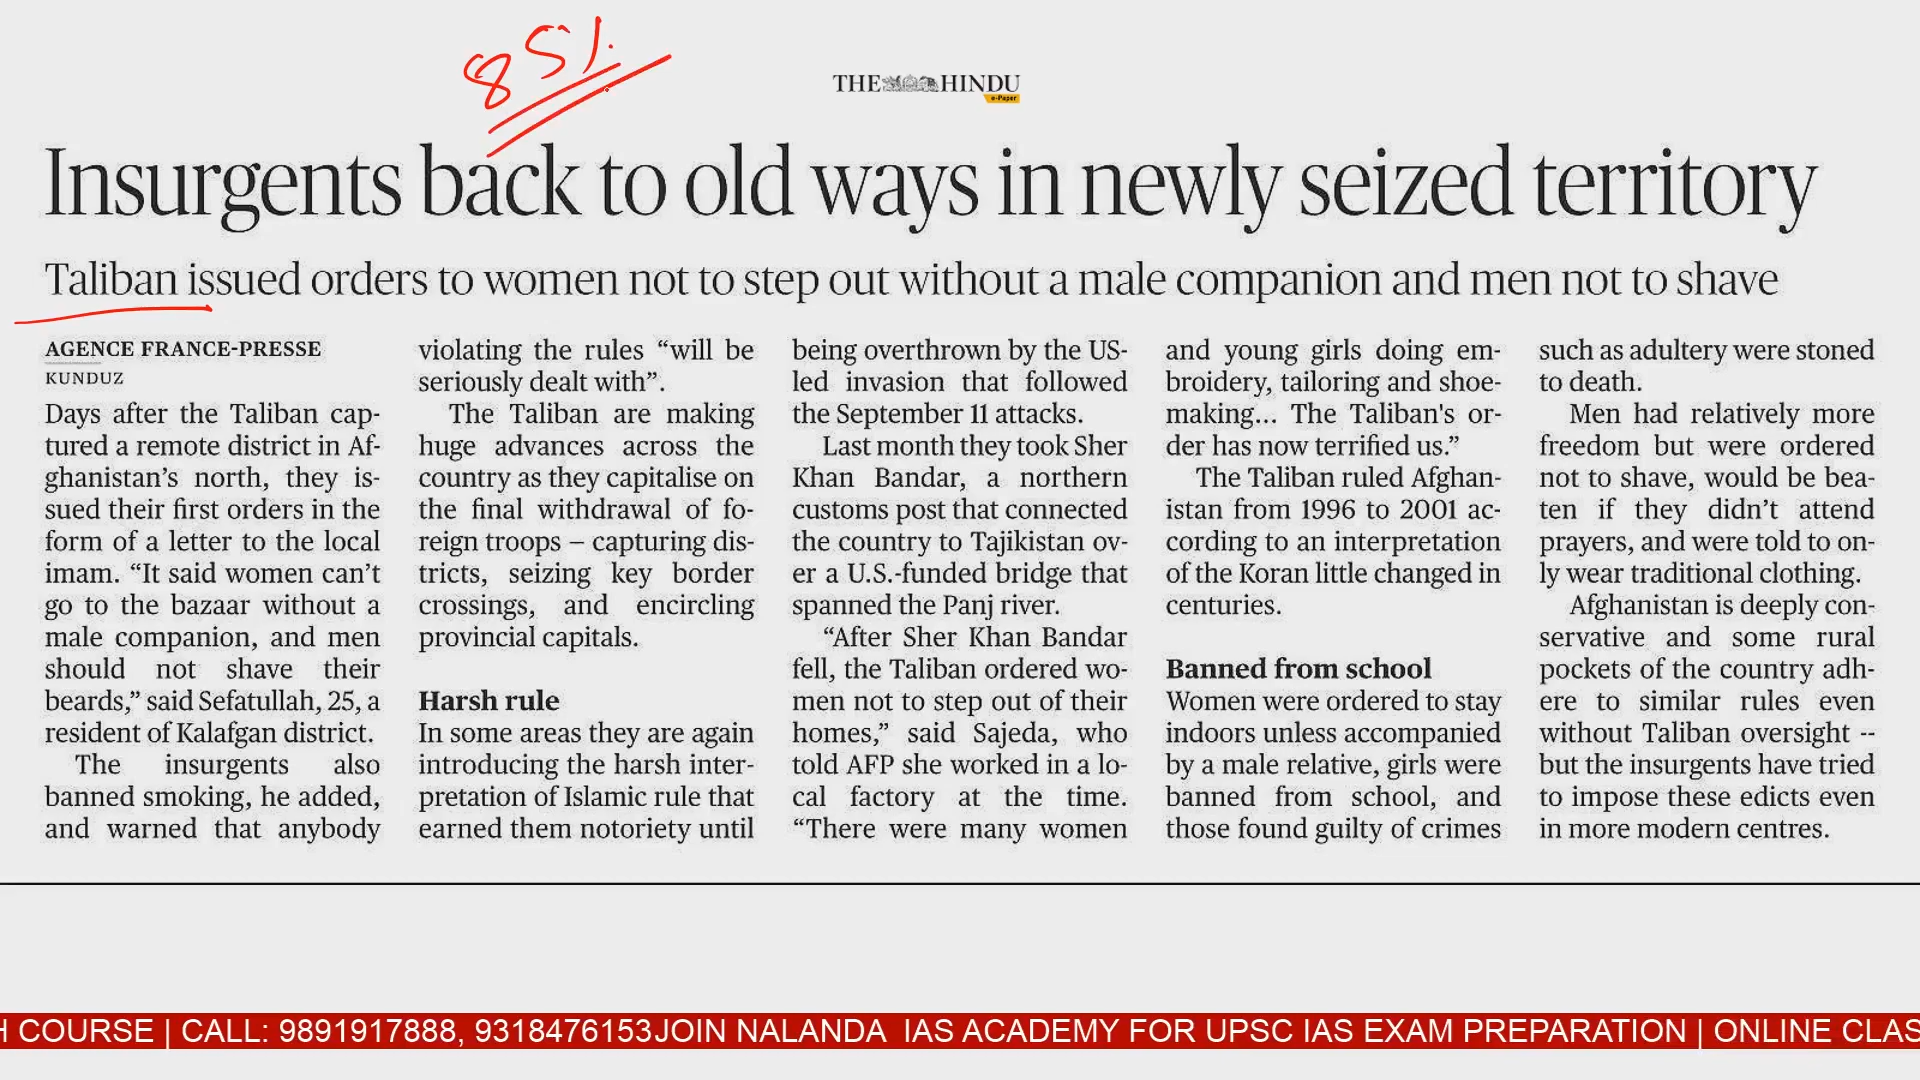 85%
THE HINDU
e-Paper
Insurgents back to old ways in newly seized territory
Taliban issued orders to women not to step out without a male companion and men not to shave
AGENCE FRANCE-PRESSE
KUNDUZ
Days after the Taliban cap-
tured a remote district in Af-
ghanistan’s north, they is-
sued their first orders in the
form of a letter to the local
imam. “It said women can’t
go to the bazaar without a
male companion, and men
should not shave their
beards,” said Sefatullah, 25, a
resident of Kalafgan district.
The insurgents also
banned smoking, he added,
and warned that anybody
violating the rules “will be
seriously dealt with”.
The Taliban are making
huge advances across the
country as they capitalise on
the final withdrawal of fo-
reign troops – capturing dis-
tricts, seizing key border
crossings, and encircling
provincial capitals.
Harsh rule
In some areas they are again
introducing the harsh inter-
pretation of Islamic rule that
earned them notoriety until
being overthrown by the US-
led invasion that followed
the September 11 attacks.
Last month they took Sher
Khan Bandar, a northern
customs post that connected
the country to Tajikistan ov-
er a U.S.-funded bridge that
spanned the Panj river.
“After Sher Khan Bandar
fell, the Taliban ordered wo-
men not to step out of their
homes,” said Sajeda, who
told AFP she worked in a lo-
cal factory at the time.
“There were many women
and young girls doing em-
broidery, tailoring and shoe-
making... The Taliban's or-
der has now terrified us.”
The Taliban ruled Afghan-
istan from 1996 to 2001 ac-
cording to an interpretation
of the Koran little changed in
centuries.
Banned from school
Women were ordered to stay
indoors unless accompanied
by a male relative, girls were
banned from school, and
those found guilty of crimes
such as adultery were stoned
to death.
Men had relatively more
freedom but were ordered
not to shave, would be bea-
ten if they didn’t attend
prayers, and were told to on-
ly wear traditional clothing.
Afghanistan is deeply con-
servative and some rural
pockets of the country adh-
ere to similar rules even
without Taliban oversight --
but the insurgents have tried
to impose these edicts even
in more modern centres.
H COURSE | CALL: 9891917888, 9318476153JOIN NALANDA IAS ACADEMY FOR UPSC IAS EXAM PREPARATION | ONLINE CLAS